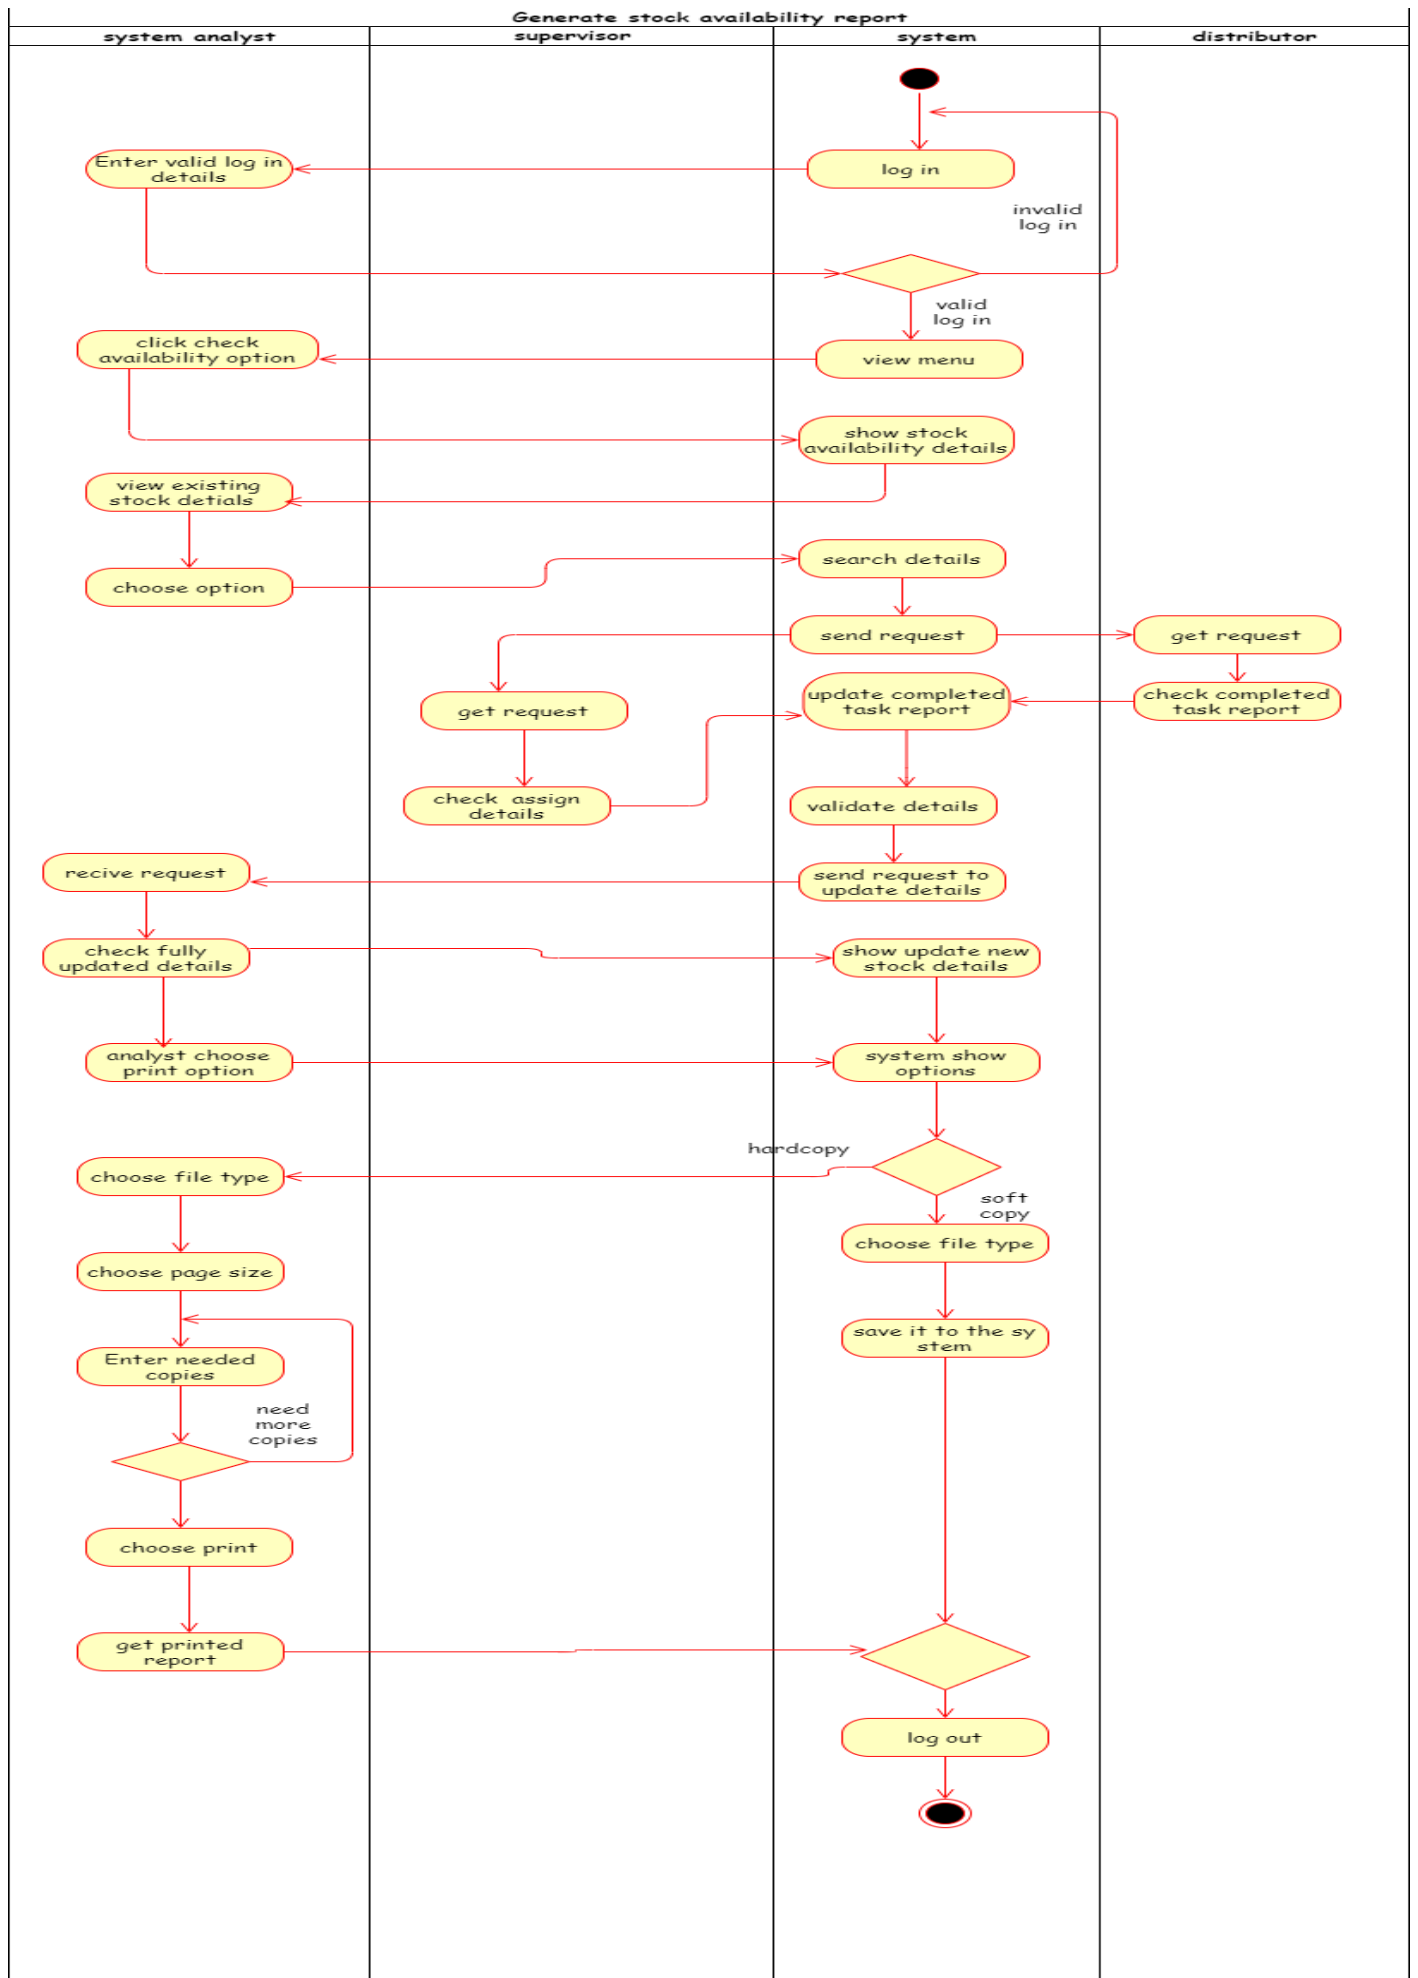 Generate stock availability report
system analyst
supervisor
system
distributor
Enter valid log in
details
log in
invalid
log in
valid
log in
click check
availability option
view menu
show stock
availability details
view existing
stock detials
search details
choose option
send request
get request
get request
update completed
task report
check completed
task report
check assign
details
validate details
recive request
send request to
update details
check fully
updated details
show update new
stock details
analyst choose
print option
system show
options
hardcopy
choose file type
soft
copy
choose file type
choose page size
save it to the sy
stem
Enter needed
copies
need
more
copies
choose print
get printed
report
log out